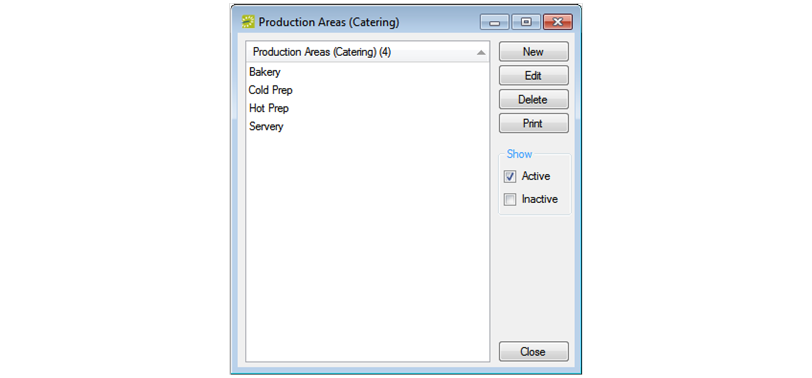 Production Areas (Catering)
Production Areas (Catering) (4)
Bakery
Cold Prep
Hot Prep
Servery
New
Edit
Delete
Print
Show
Active
Inactive
Close